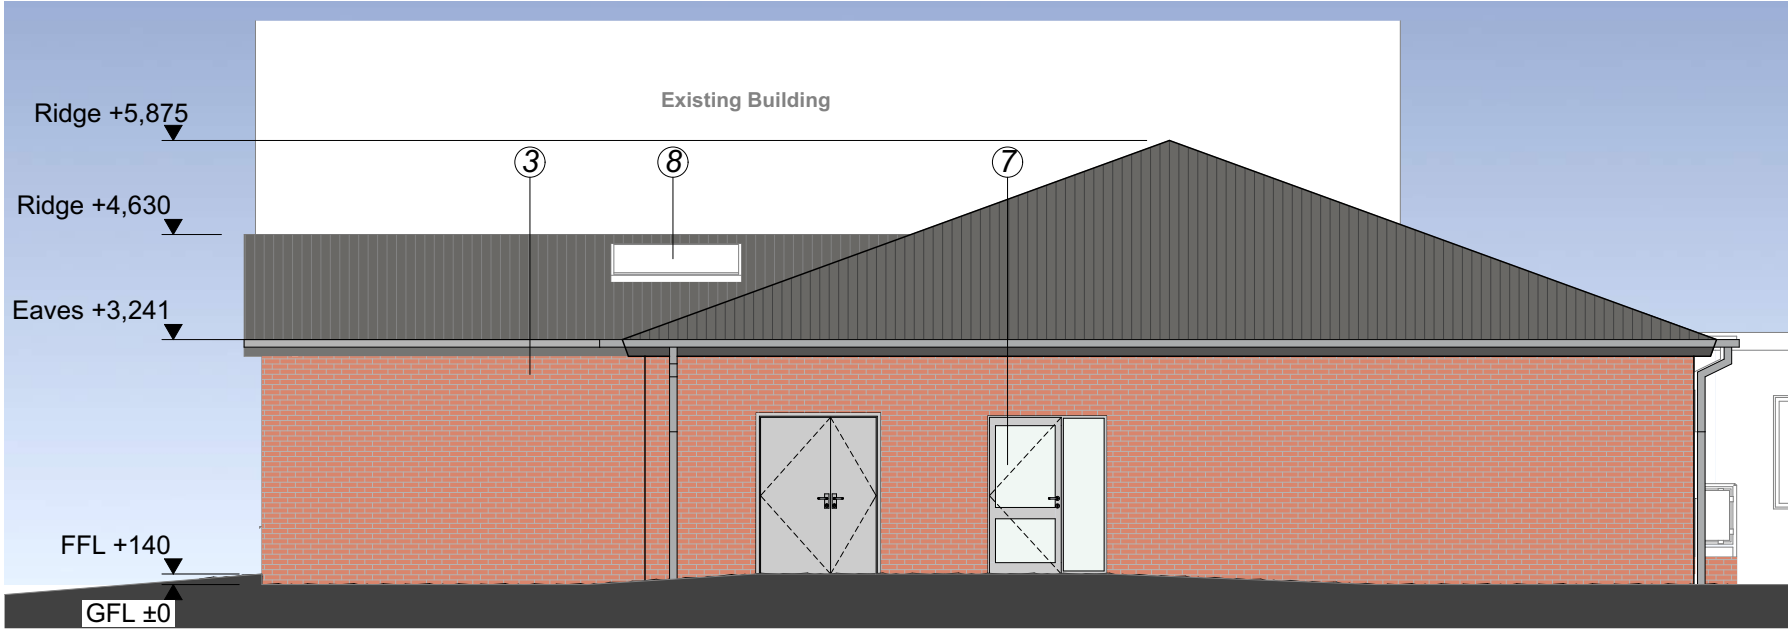 Existing Building
Ridge +5,875
3
8
7
Ridge +4,630
Eaves +3,241
FFL +140
GFL ±0